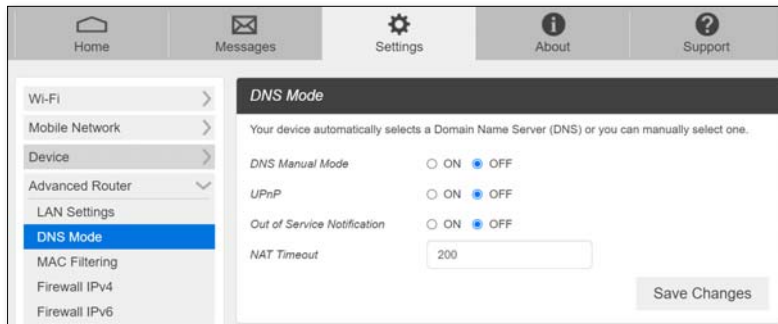 Home Messages Settings About Support
Wi-Fi
Mobile Network
Device
Advanced Router
LAN Settings
DNS Mode
MAC Filtering
Firewall IPv4
Firewall IPv6
DNS Mode
Your device automatically selects a Domain Name Server (DNS) or you can manually select one.
DNS Manual Mode ON OFF
UPnP ON OFF
Out of Service Notification ON OFF
NAT Timeout 200
Save Changes